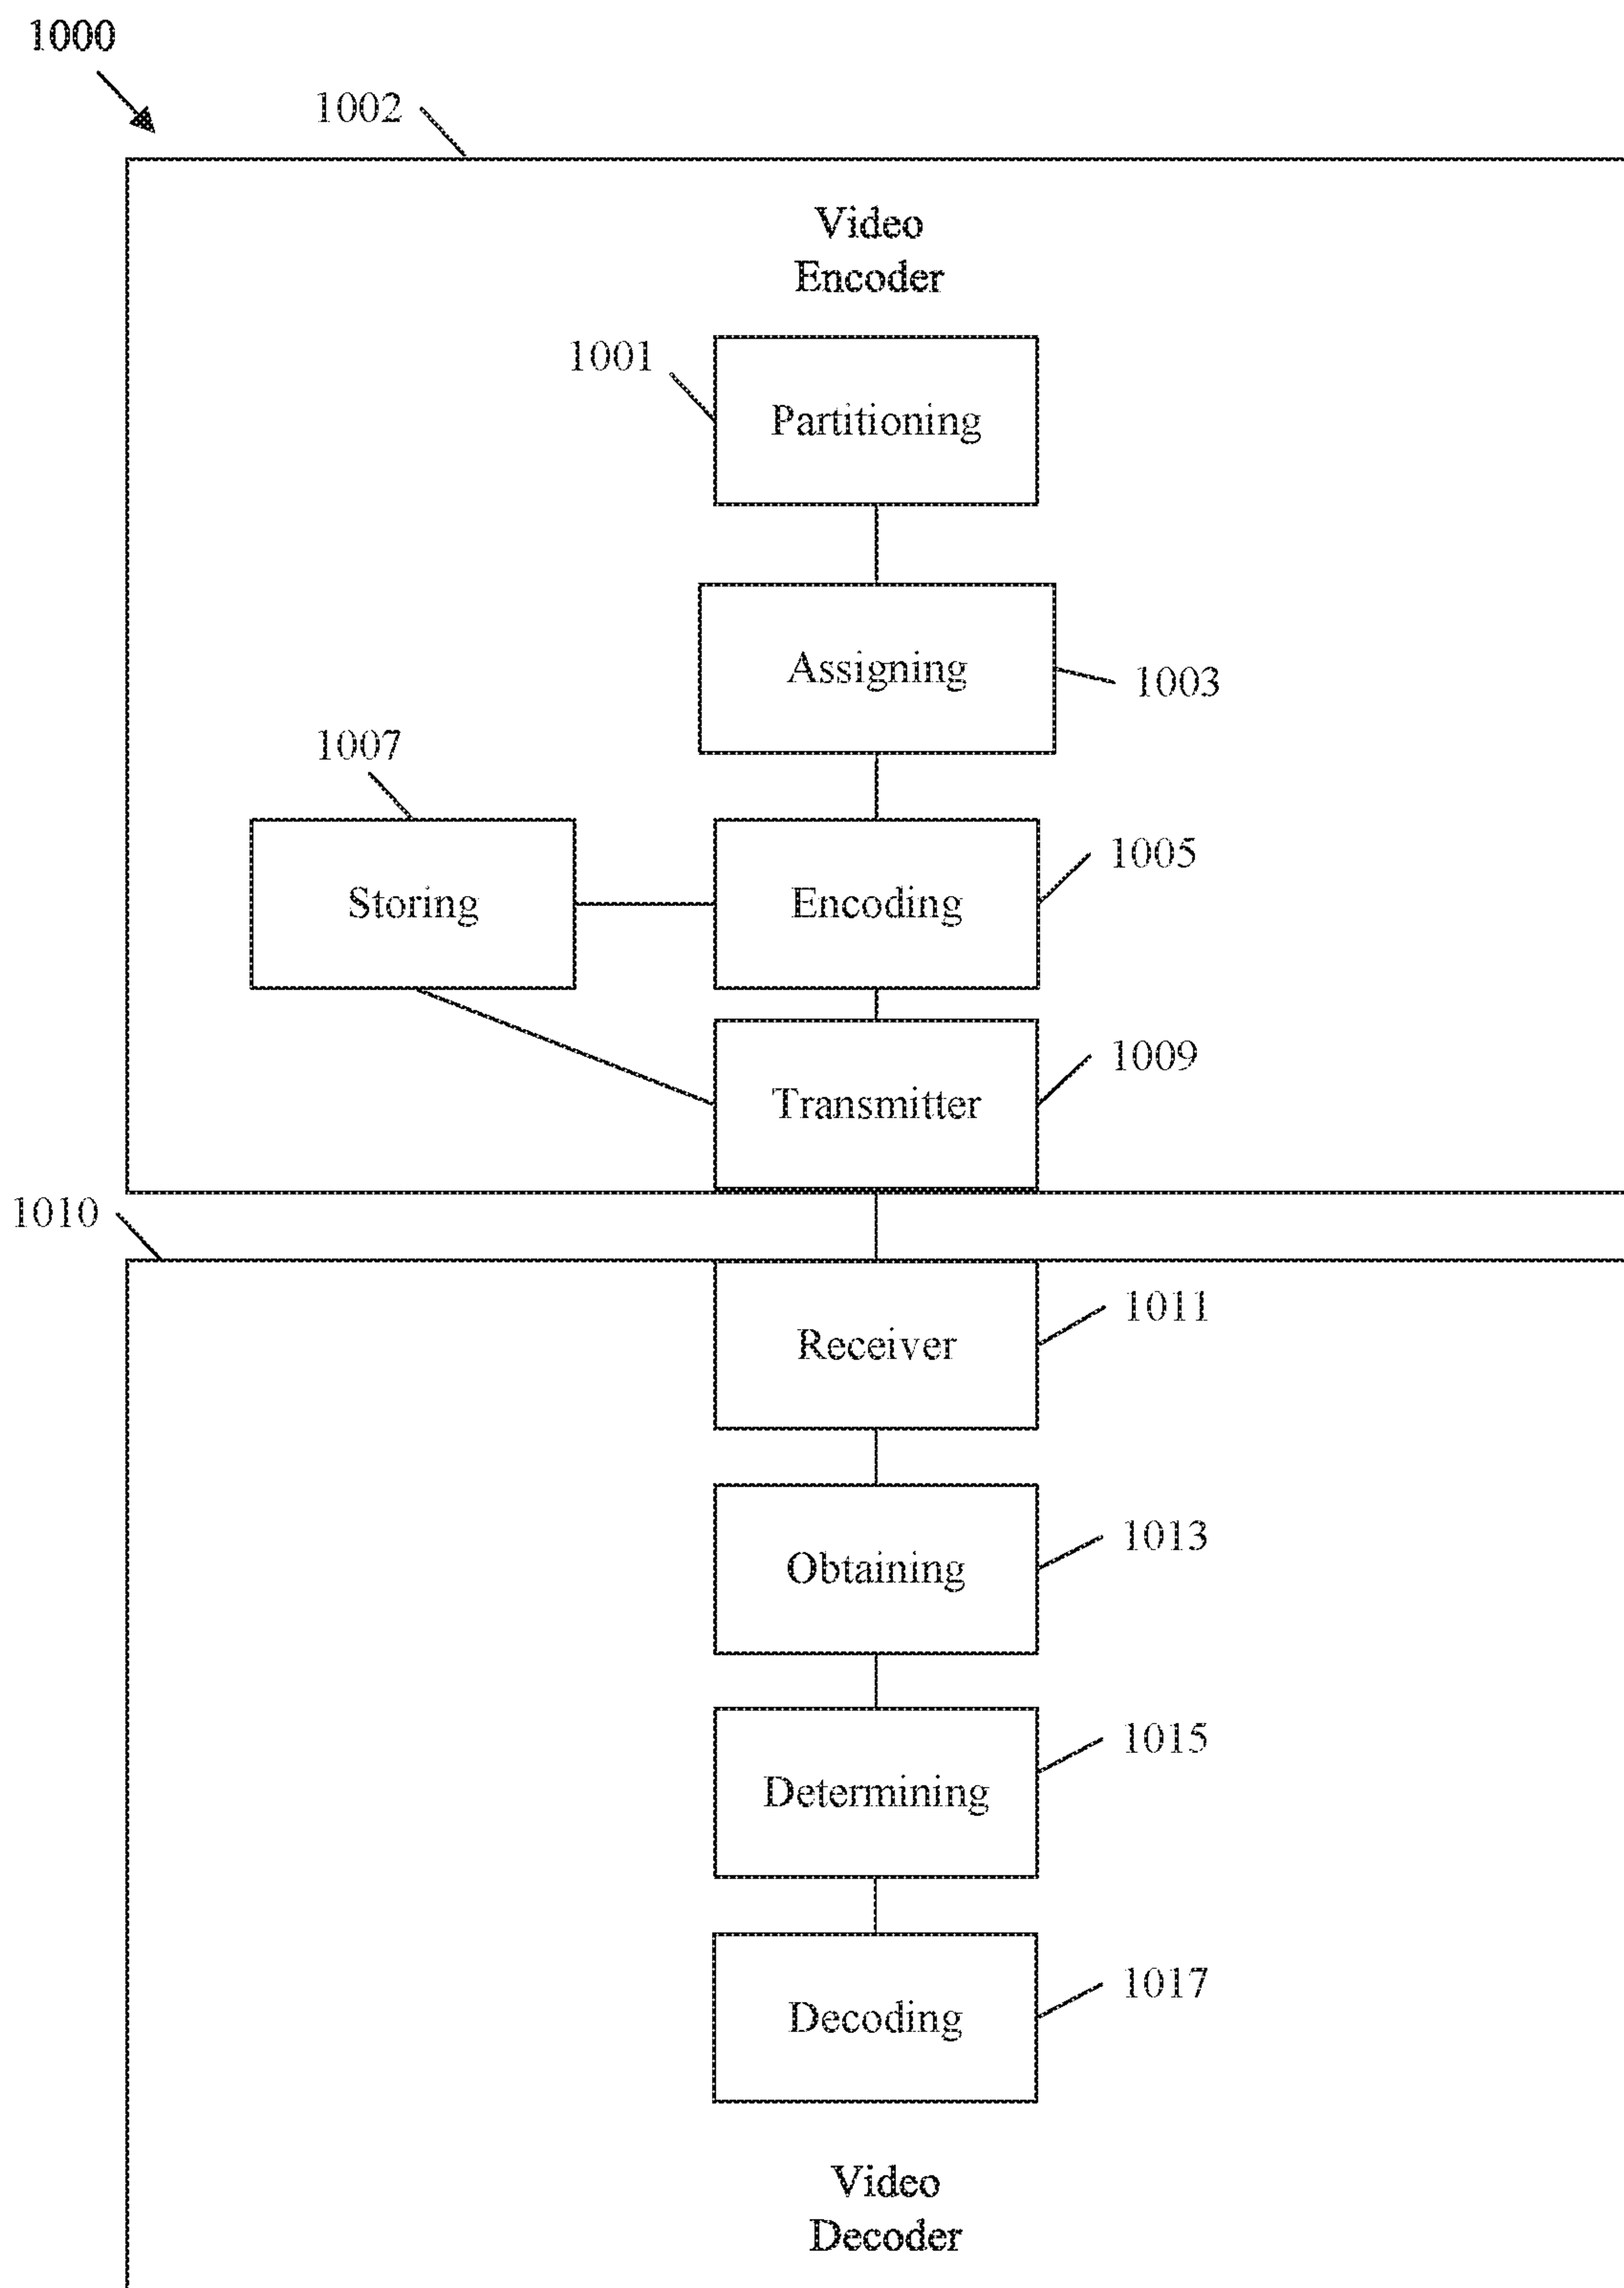 1000
1002
Video
Encoder
1001
Partitioning
Assigning
1003
1007
Storing
Encoding
1005
Transmitter
1009
1010
Receiver
1011
Obtaining
1013
Determining
1015
Decoding
1017
Video
Decoder